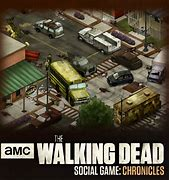 aMC
THE
WALKING DEAD
SOCIAL GAME: CHRONICLES